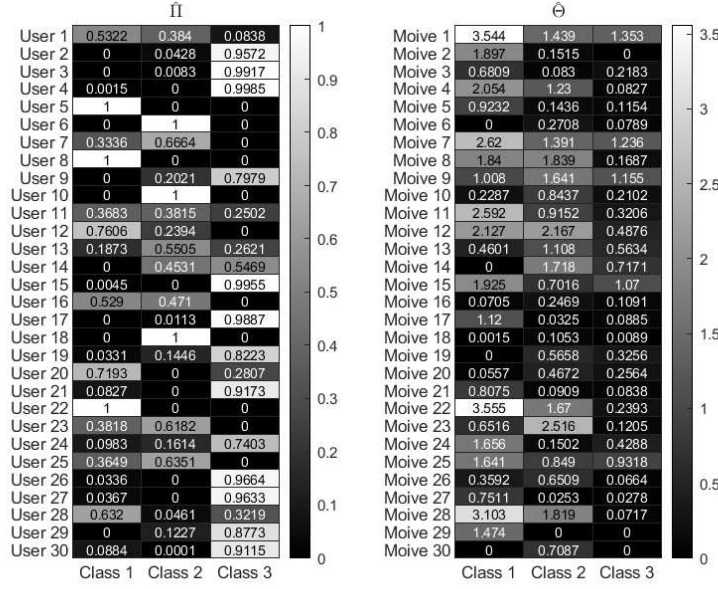 Π̂
User 1 0.5322 0.384 0.0838
User 2 0 0.0428 0.9572
User 3 0 0.0083 0.9917
User 4 0.0015 0 0.9985
User 5 1 0 0
User 6 0 1 0
User 7 0.3336 0.6664 0
User 8 1 0 0
User 9 0 0.2021 0.7979
User 10 0 1 0
User 11 0.3683 0.3815 0.2502
User 12 0.7606 0.2394 0
User 13 0.1873 0.5505 0.2621
User 14 0 0.4531 0.5469
User 15 0.0045 0 0.9955
User 16 0.529 0.471 0
User 17 0 0.0113 0.9887
User 18 0 1 0
User 19 0.0331 0.1446 0.8223
User 20 0.7193 0 0.2807
User 21 0.0827 0 0.9173
User 22 1 0 0
User 23 0.3818 0.6182 0
User 24 0.0983 0.1614 0.7403
User 25 0.3649 0.6351 0
User 26 0.0336 0 0.9664
User 27 0.0367 0 0.9633
User 28 0.632 0.0461 0.3219
User 29 0 0.1227 0.8773
User 30 0.0884 0.0001 0.9115
Class 1 Class 2 Class 3
1
0.9
0.8
0.7
0.6
0.5
0.4
0.3
0.2
0.1
0
Θ̂
Moive 1 3.544 1.439 1.353
Moive 2 1.897 0.1515 0
Moive 3 0.6809 0.083 0.2183
Moive 4 2.054 1.23 0.0827
Moive 5 0.9232 0.1436 0.1154
Moive 6 0 0.2708 0.0789
Moive 7 2.62 1.391 1.236
Moive 8 1.84 1.839 0.1687
Moive 9 1.008 1.641 1.155
Moive 10 0.2287 0.8437 0.2102
Moive 11 2.592 0.9152 0.3206
Moive 12 2.127 2.167 0.4876
Moive 13 0.4601 1.108 0.5634
Moive 14 0 1.718 0.7171
Moive 15 1.925 0.7016 1.07
Moive 16 0.0705 0.2469 0.1091
Moive 17 1.12 0.0325 0.0885
Moive 18 0.0015 0.1053 0.0089
Moive 19 0 0.5658 0.3256
Moive 20 0.0557 0.4672 0.2564
Moive 21 0.8075 0.0909 0.0838
Moive 22 3.555 1.67 0.2393
Moive 23 0.6516 2.516 0.1205
Moive 24 1.656 0.1502 0.4288
Moive 25 1.641 0.849 0.9318
Moive 26 0.3592 0.6509 0.0664
Moive 27 0.7511 0.0253 0.0278
Moive 28 3.103 1.819 0.0717
Moive 29 1.474 0 0
Moive 30 0 0.7087 0
Class 1 Class 2 Class 3
3.5
3
2.5
2
1.5
1
0.5
0